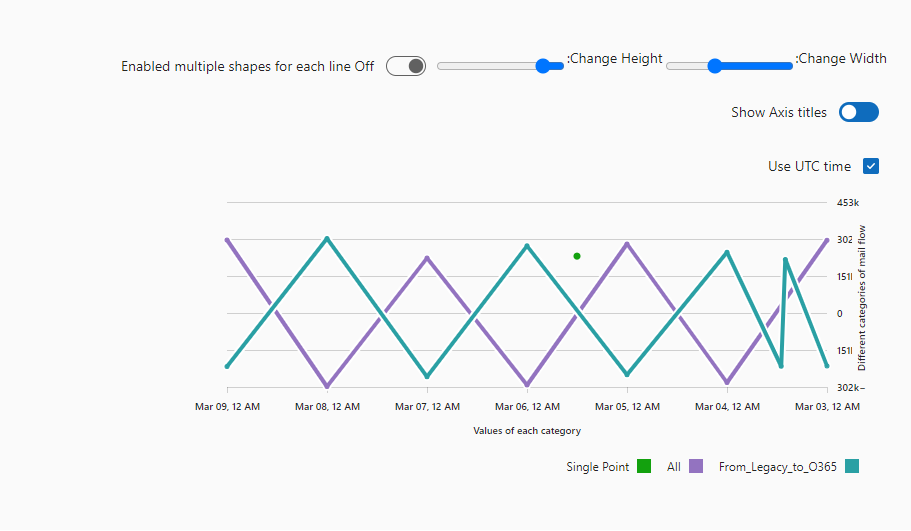 Enabled multiple shapes for each line Off
:Change Height
:Change Width
Show Axis titles
Use UTC time
453k
302
151l
0
151l
302k−
Different categories of mail flow
Mar 09, 12 AM
Mar 08, 12 AM
Mar 07, 12 AM
Mar 06, 12 AM
Mar 05, 12 AM
Mar 04, 12 AM
Mar 03, 12 AM
Values of each category
Single Point
All
From_Legacy_to_O365